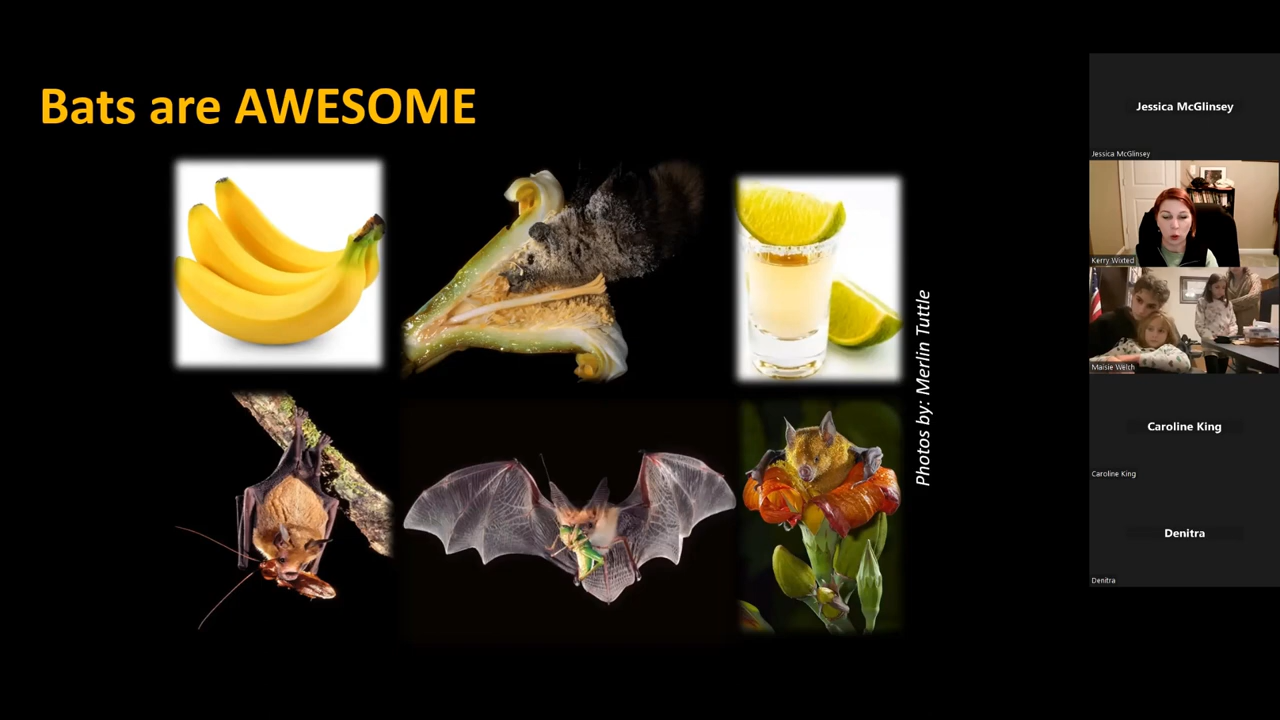 Bats are AWESOME
Photos by: Merlin Tuttle
Jessica McGlinsey
Jessica McGlinsey
Kerry Wixted
Maisie Welch
Caroline King
Caroline King
Denitra
Denitra